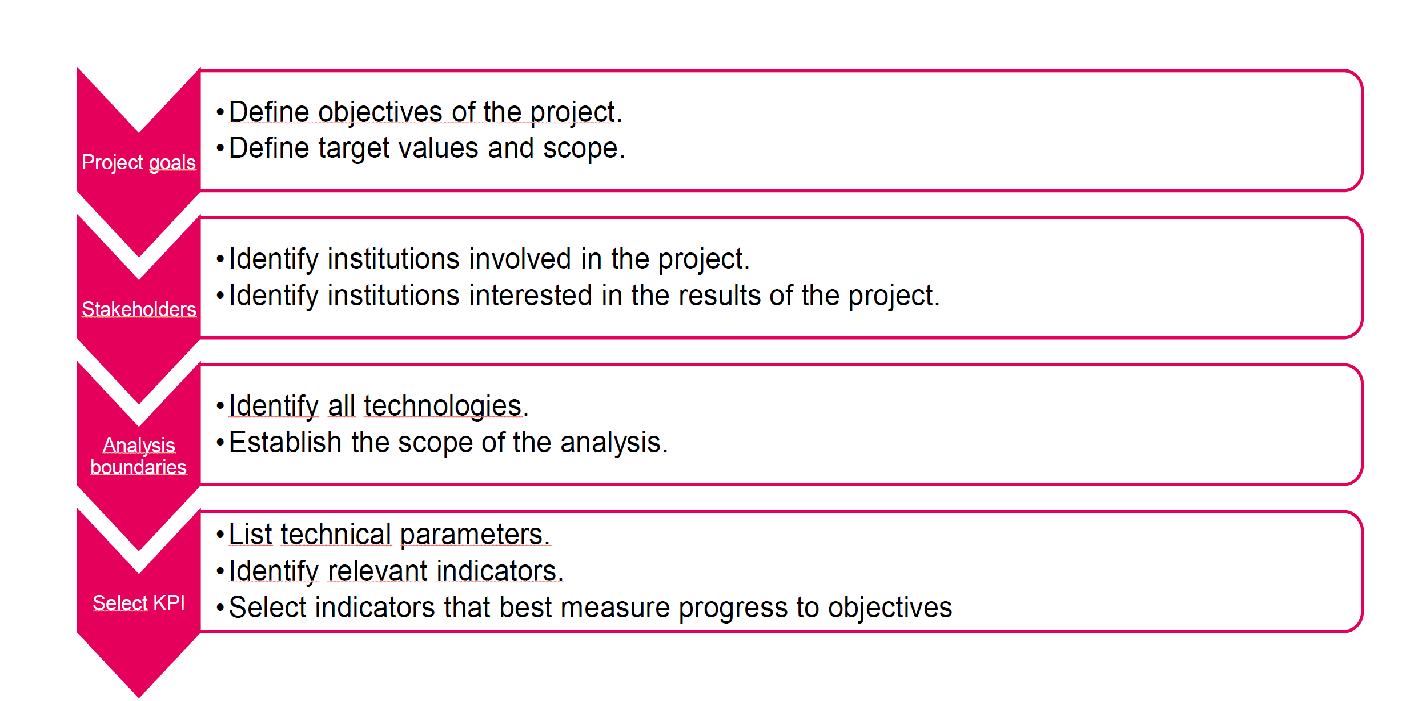 Project goals
•Define objectives of the project.
•Define target values and scope.
Stakeholders
•Identify institutions involved in the project.
•Identify institutions interested in the results of the project.
Analysis
boundaries
•Identify all technologies.
•Establish the scope of the analysis.
Select KPI
•List technical parameters.
•Identify relevant indicators.
•Select indicators that best measure progress to objectives